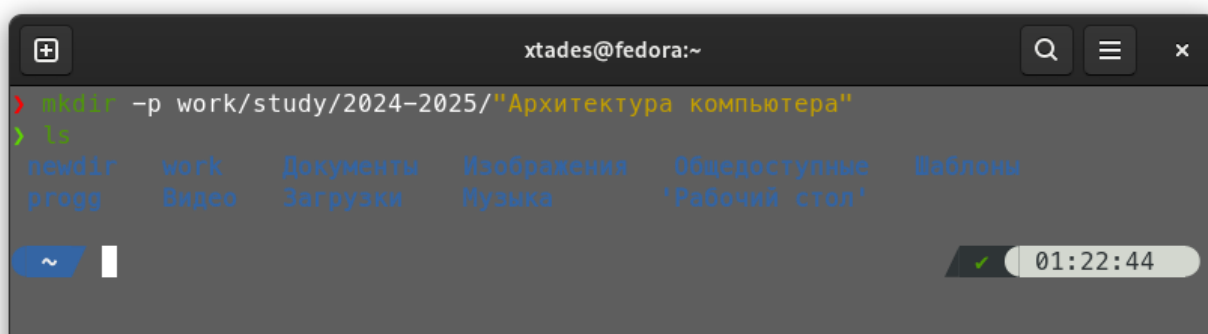 xtades@fedora:~
❯ mkdir -p work/study/2024-2025/"Архитектура компьютера"
❯ ls
newdir work Документы Изображения Общедоступные Шаблоны
progg Видео Загрузки Музыка 'Рабочий стол'
~ ✔ 01:22:44